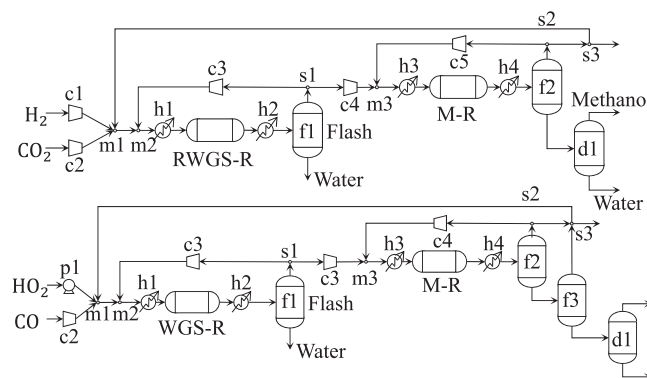 s2
c3
s1
c5
s3
c1
h1
h2
c4
m3
h3
h4
f2
H₂
M-R
Methano
CO₂
c2
m1
m2
f1
Flash
d1
RWGS-R
Water
Water
s2
c3
s1
c4
s3
p1
h1
h2
c3
m3
h3
h4
f2
HO₂
M-R
f3
m1
m2
f1
Flash
CO
c2
WGS-R
d1
Water